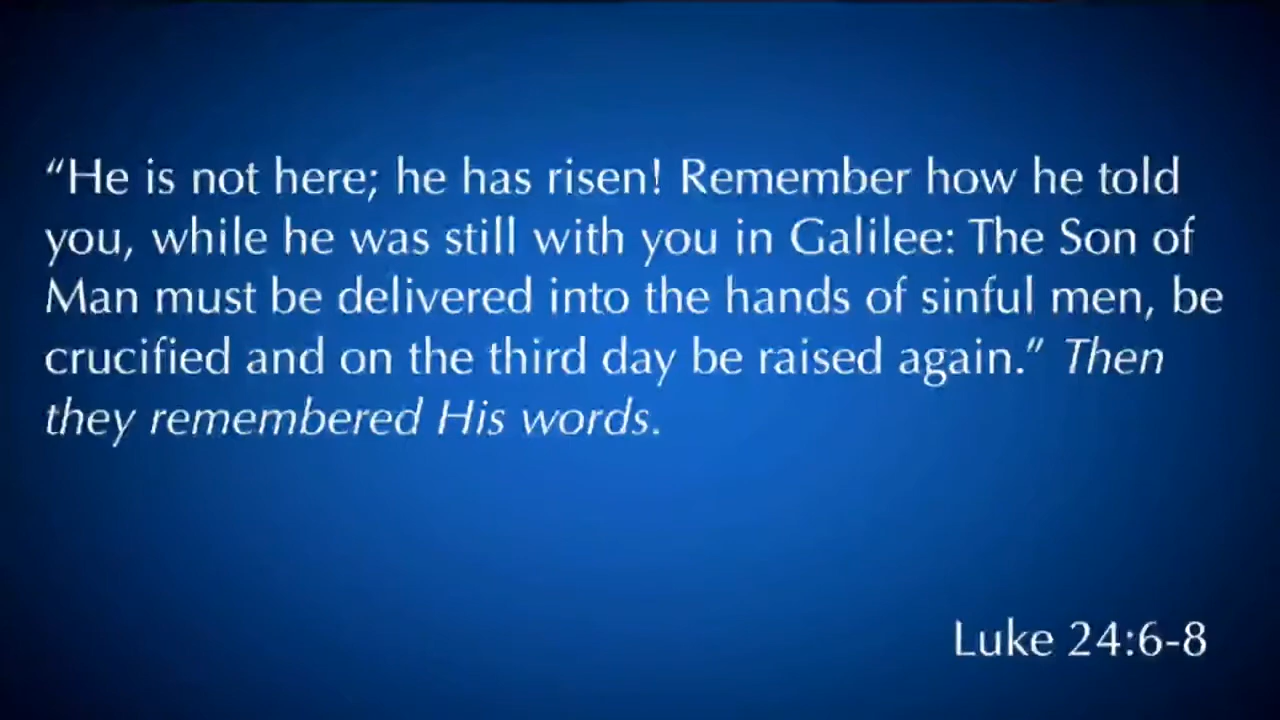 “He is not here; he has risen! Remember how he told
you, while he was still with you in Galilee: The Son of
Man must be delivered into the hands of sinful men, be
crucified and on the third day be raised again.” Then
they remembered His words.
Luke 24:6-8